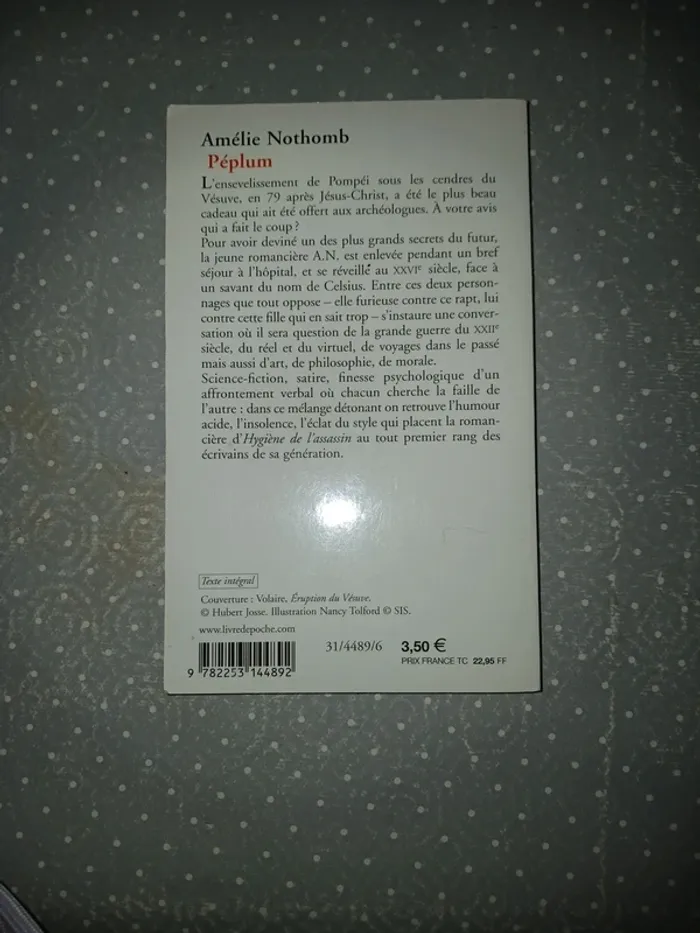 Amélie Nothomb
Péplum
L'ensevelissement de Pompéi sous les cendres du
Vésuve, en 79 après Jésus-Christ, a été le plus beau
cadeau qui ait été offert aux archéologues. À votre avis
qui a fait le coup ?
Pour avoir deviné un des plus grands secrets du futur,
la jeune romancière A.N. est enlevée pendant un bref
séjour à l'hôpital, et se réveille au XXVIe siècle, face à
un savant du nom de Celsius. Entre ces deux person-
nages que tout oppose – elle furieuse contre ce rapt, lui
contre cette fille qui en sait trop – s'instaure une conver-
sation où il sera question de la grande guerre du XXIIe
siècle, du réel et du virtuel, de voyages dans le passé
mais aussi d'art, de philosophie, de morale.
Science-fiction, satire, finesse psychologique d'un
affrontement verbal où chacun cherche la faille de
l'autre : dans ce mélange détonant on retrouve l'humour
acide, l'insolence, l'éclat du style qui placent la roman-
cière d'Hygiène de l'assassin au tout premier rang des
écrivains de sa génération.
Texte intégral
Couverture : Volaire, Éruption du Vésuve.
© Hubert Josse. Illustration Nancy Tolford © SIS.
www.livredepoche.com
31/4489/6 3,50 €
PRIX FRANCE TC 22,95 FF
9 782253 144892